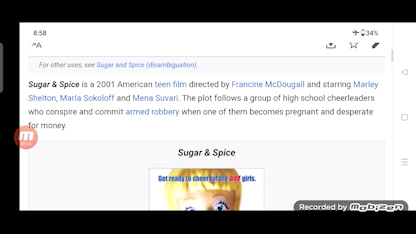 8:58
34%
For other uses, see Sugar and Spice (disambiguation).
Sugar & Spice is a 2001 American teen film directed by Francine McDougall and starring Marley
Shelton, Marla Sokoloff and Mena Suvari. The plot follows a group of high school cheerleaders
who conspire and commit armed robbery when one of them becomes pregnant and desperate
for money.
Sugar & Spice
Get ready to cheer for the bad girls.
Recorded by Mobizen